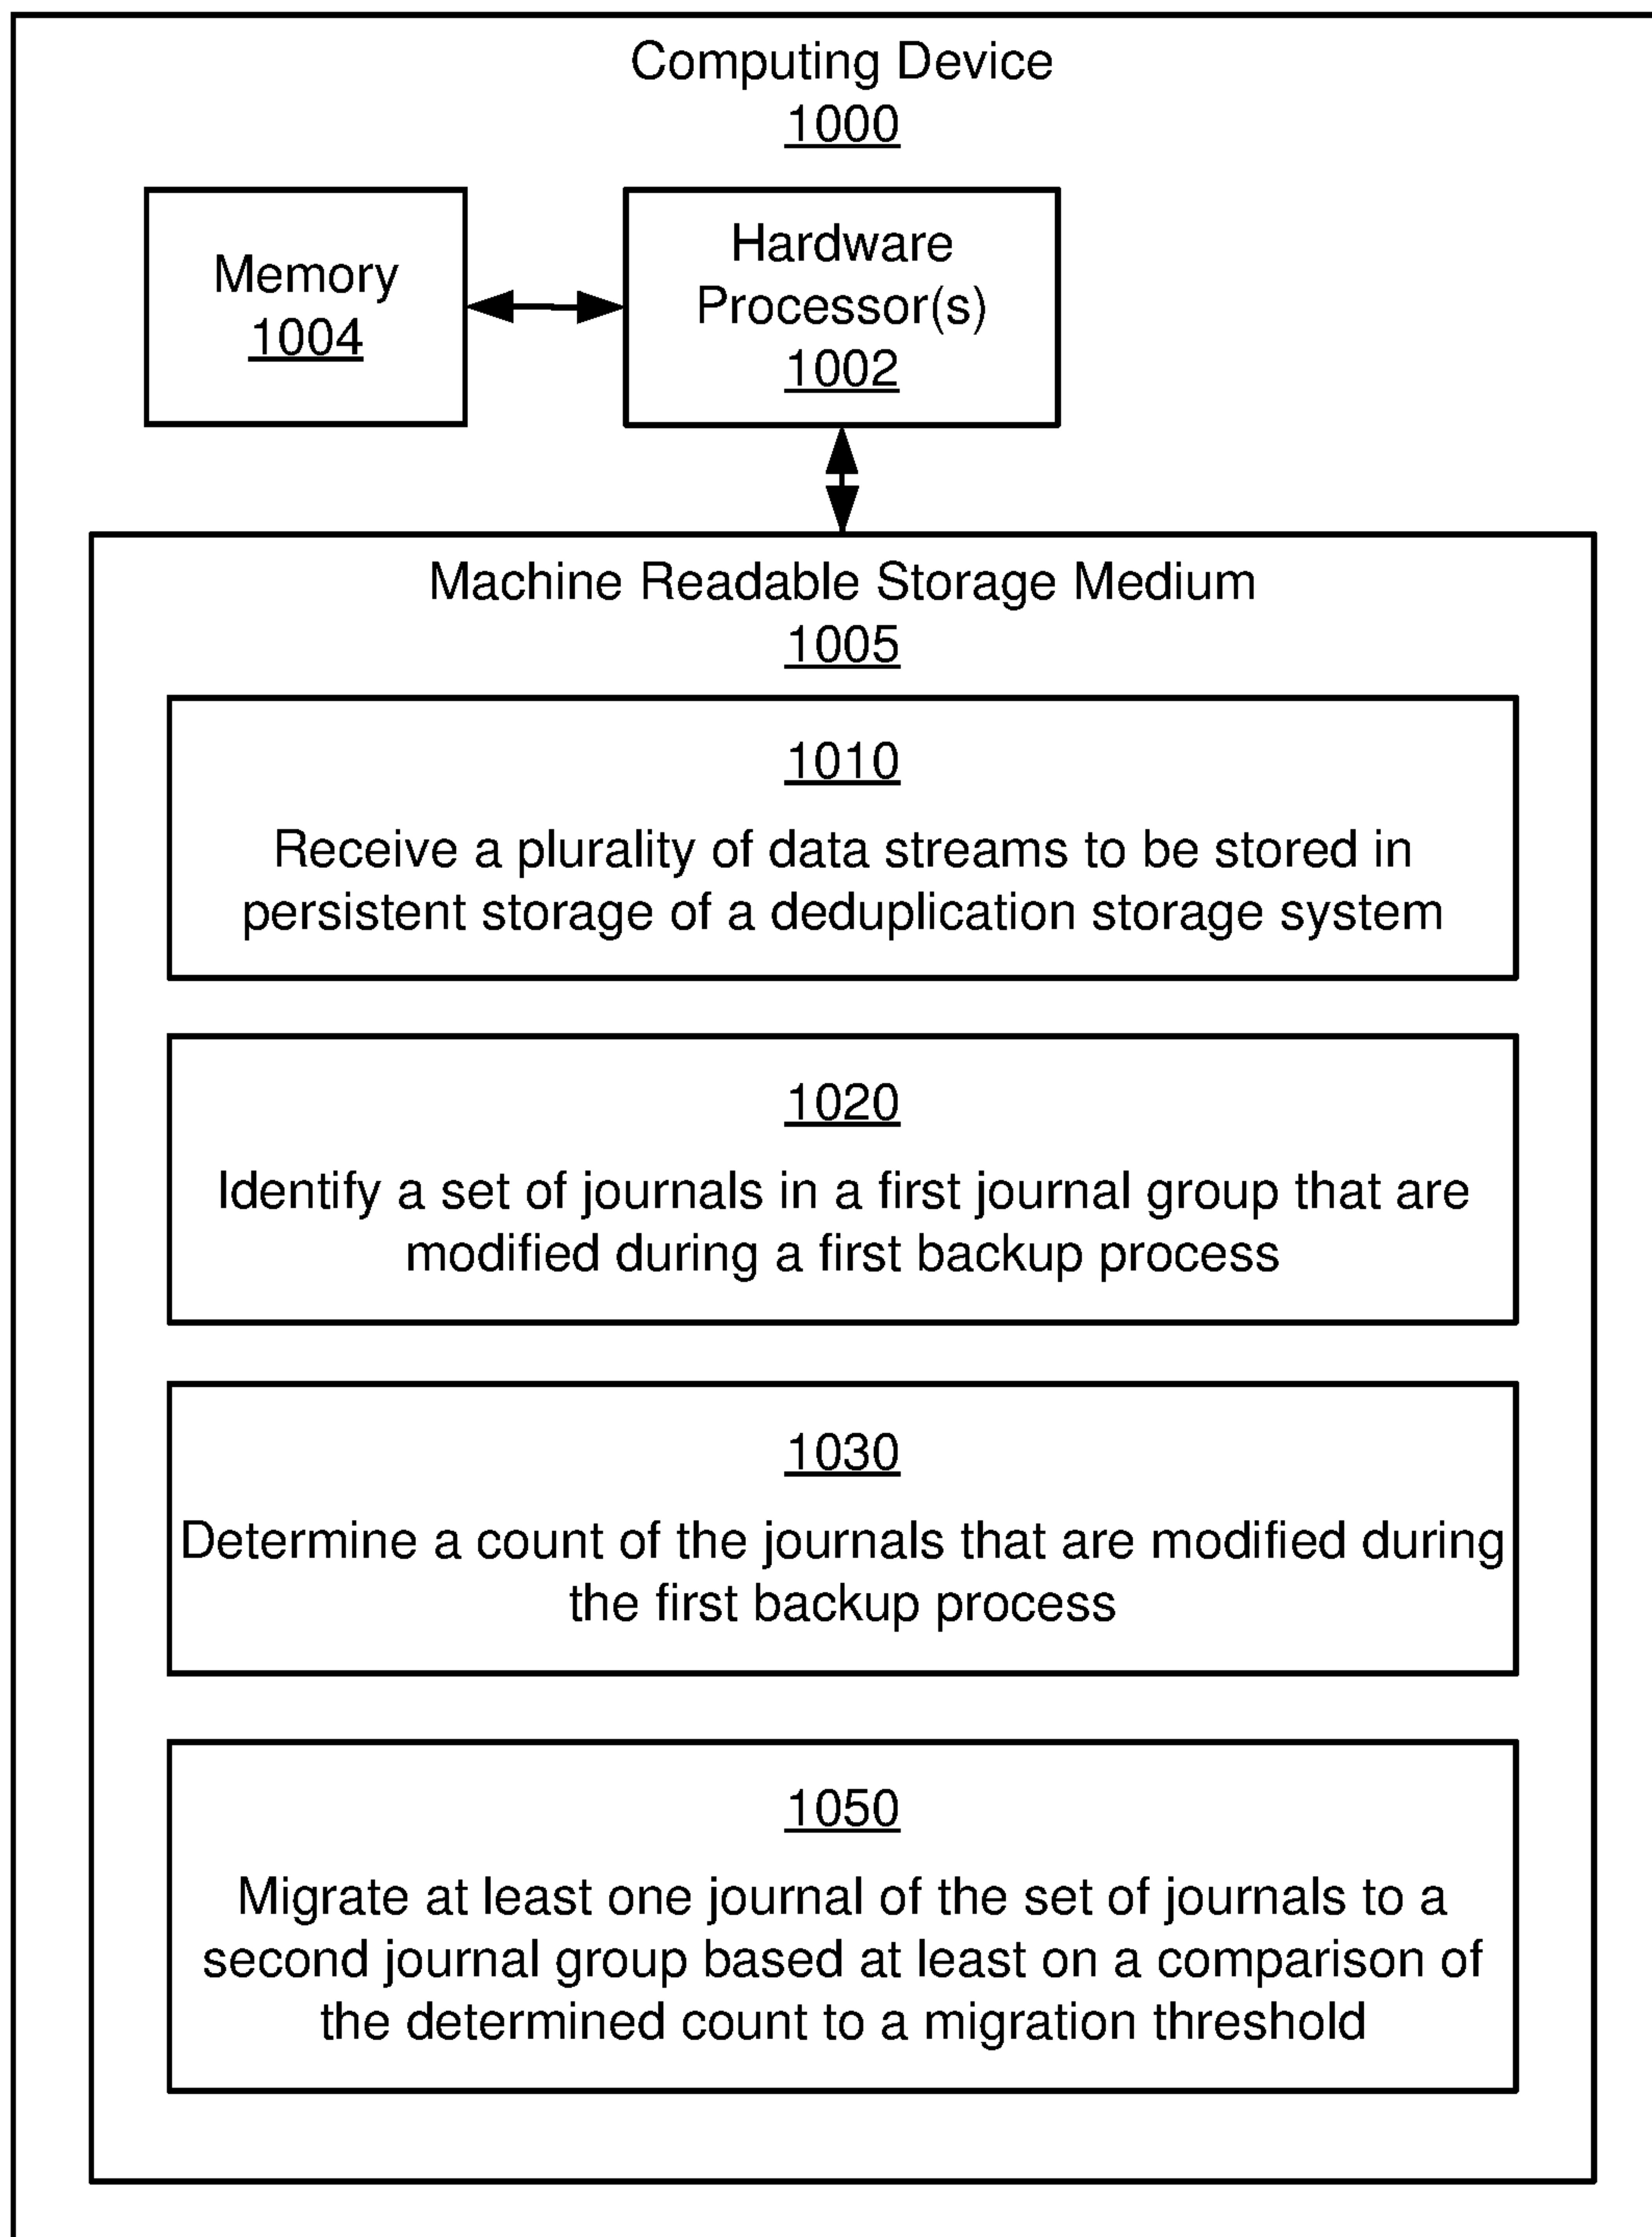 Computing Device
1000
Memory
1004
Hardware
Processor(s)
1002
Machine Readable Storage Medium
1005
1010
Receive a plurality of data streams to be stored in
persistent storage of a deduplication storage system
1020
Identify a set of journals in a first journal group that are
modified during a first backup process
1030
Determine a count of the journals that are modified during
the first backup process
1050
Migrate at least one journal of the set of journals to a
second journal group based at least on a comparison of
the determined count to a migration threshold